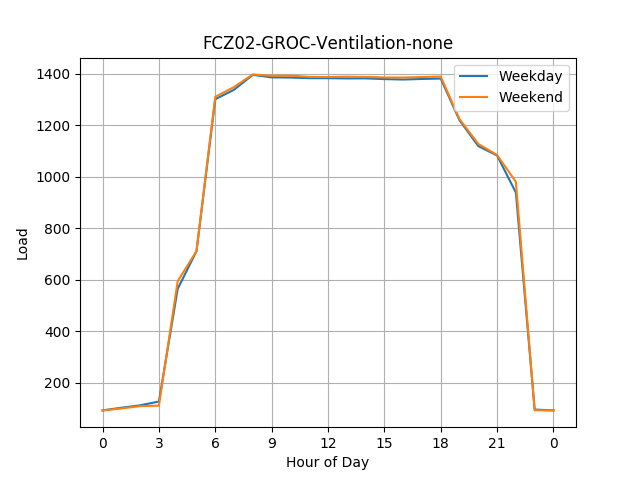 FCZ02-GROC-Ventilation-none
Weekday
Weekend
1400
1200
1000
800
600
400
200
Load
0 3 6 9 12 15 18 21 0
Hour of Day